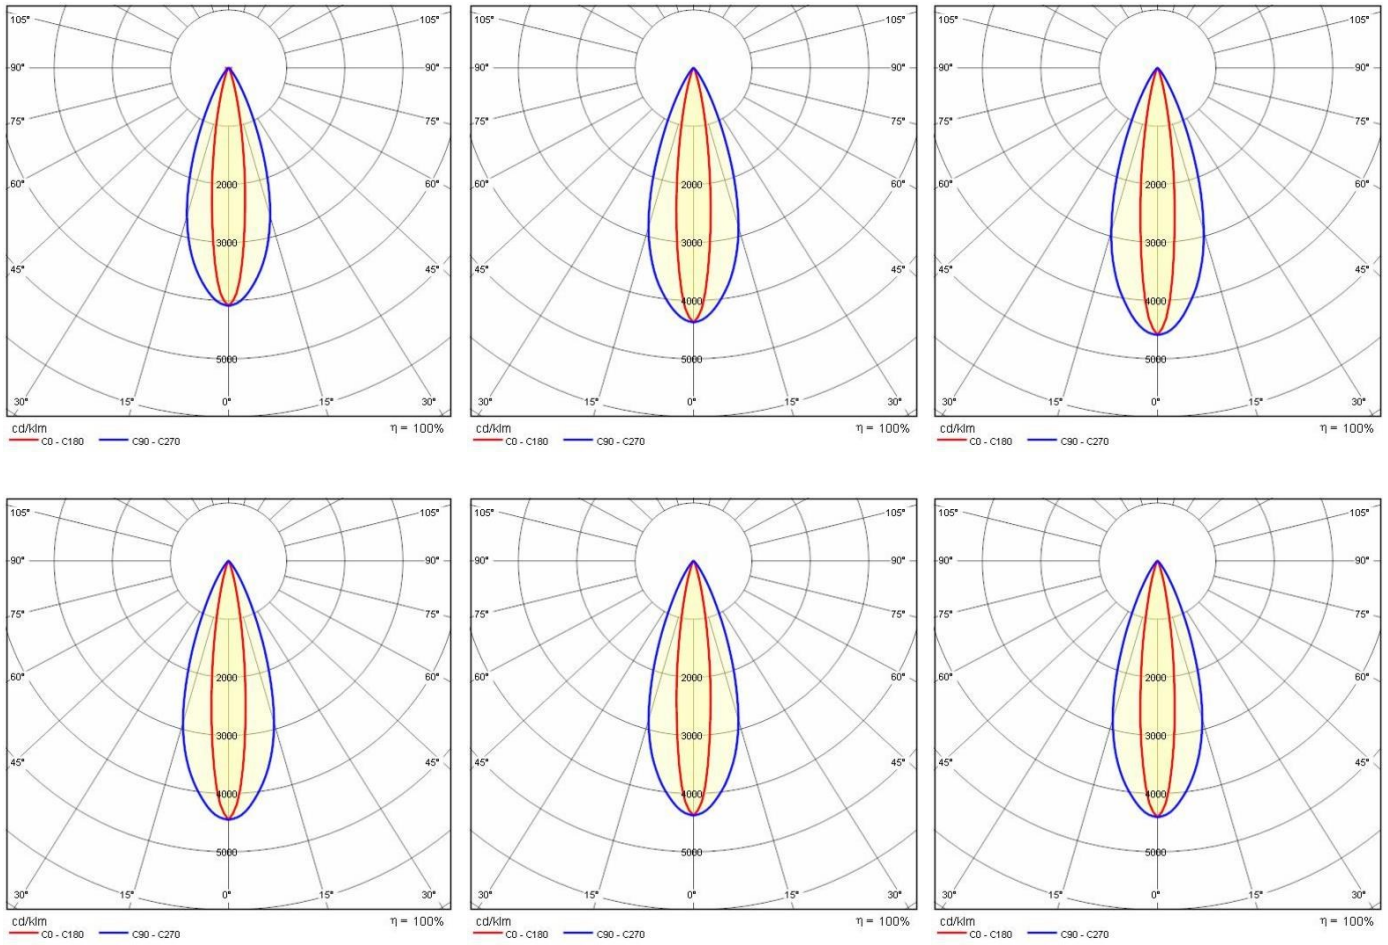 105° 105° 105° 105° 105° 105°
90° 90° 90° 90° 90° 90°
75° 75° 75° 75° 75° 75°
60° 2000 60° 60° 2000 60° 60° 2000 60°
3000 3000 3000
45° 45° 45° 45° 45° 45°
4000 4000
5000 5000 5000
30° 15° 0° 15° 30° 30° 15° 0° 15° 30° 30° 15° 0° 15° 30°
cd/klm η = 100% cd/klm η = 100% cd/klm η = 100%
C0 - C180 C90 - C270 C0 - C180 C90 - C270 C0 - C180 C90 - C270
105° 105° 105° 105° 105° 105°
90° 90° 90° 90° 90° 90°
75° 75° 75° 75° 75° 75°
60° 2000 60° 60° 2000 60° 60° 2000 60°
3000 3000 3000
45° 45° 45° 45° 45° 45°
4000 4000 4000
5000 5000 5000
30° 15° 0° 15° 30° 30° 15° 0° 15° 30° 30° 15° 0° 15° 30°
cd/klm η = 100% cd/klm η = 100% cd/klm η = 100%
C0 - C180 C90 - C270 C0 - C180 C90 - C270 C0 - C180 C90 - C270